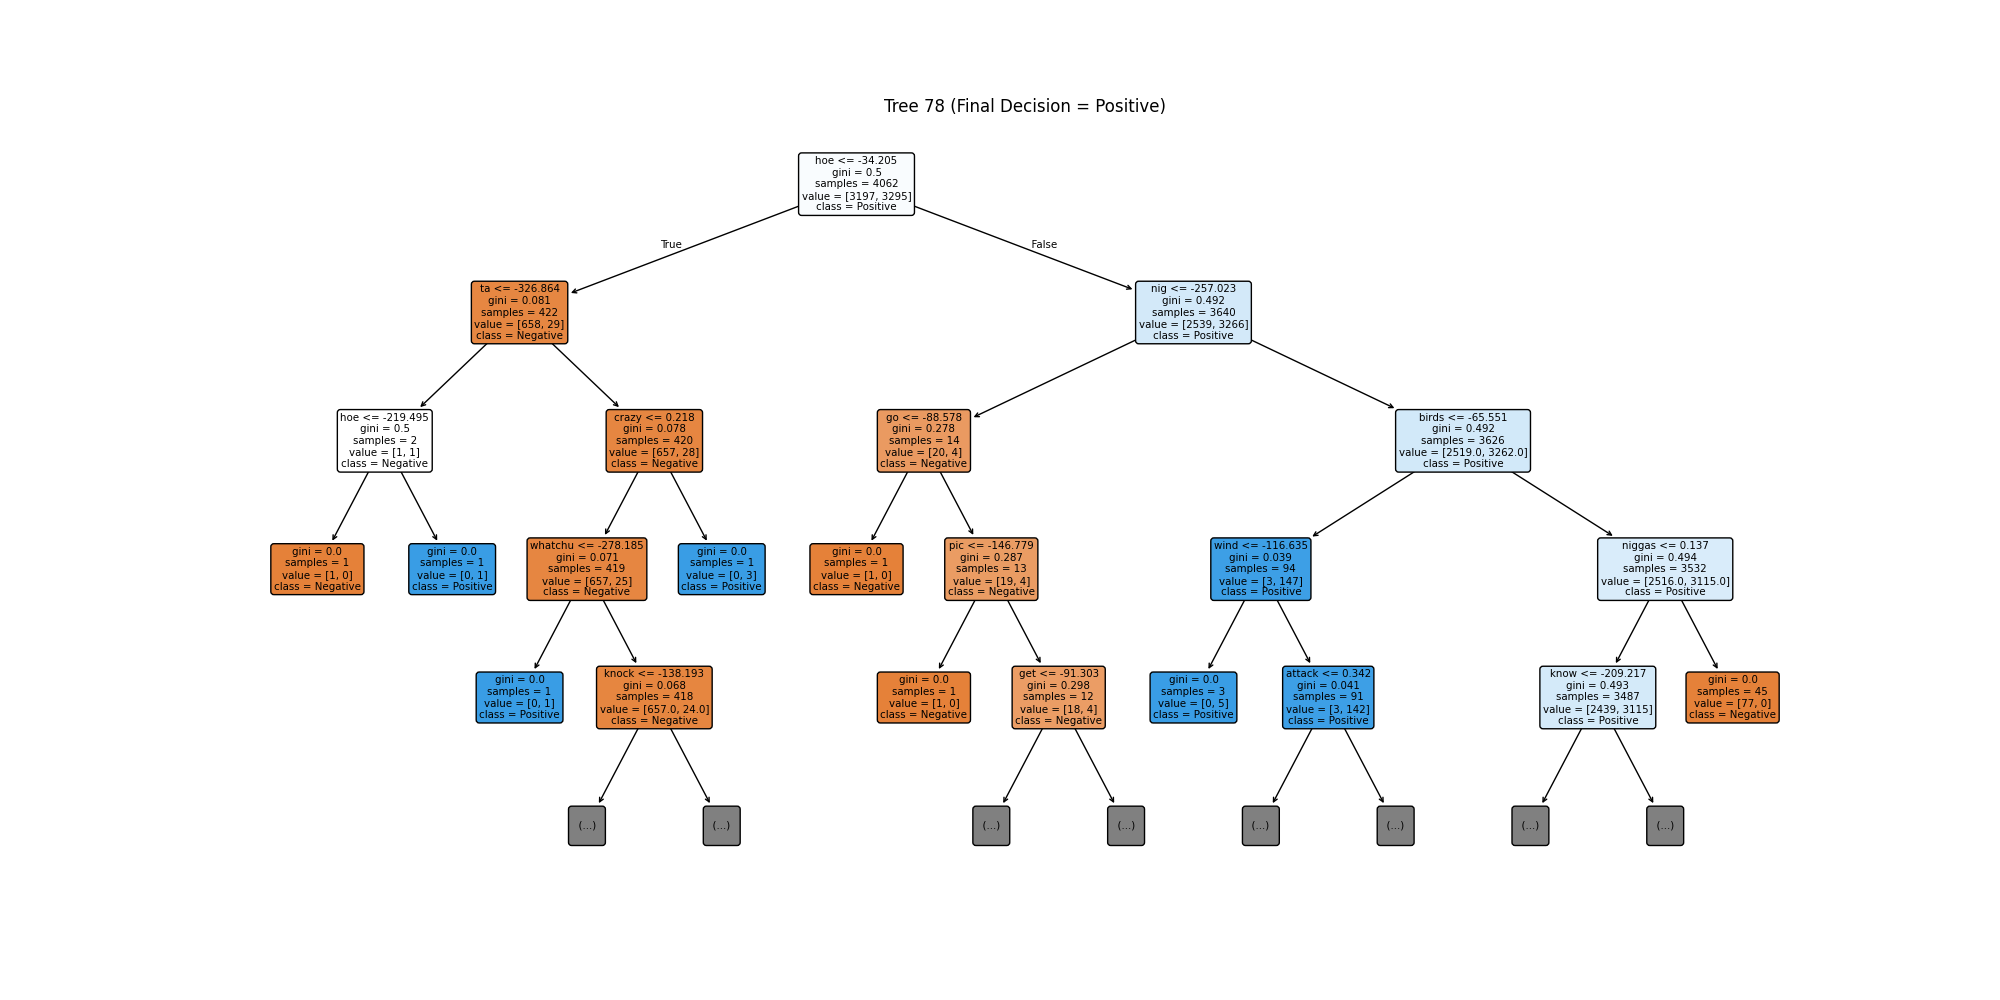 Tree 78 (Final Decision = Positive)
hoe <= -34.205
gini = 0.5
samples = 4062
value = [3197, 3295]
class = Positive
True
False
ta <= -326.864
gini = 0.081
samples = 422
value = [658, 29]
class = Negative
nig <= -257.023
gini = 0.492
samples = 3640
value = [2539, 3266]
class = Positive
hoe <= -219.495
gini = 0.5
samples = 2
value = [1, 1]
class = Negative
crazy <= 0.218
gini = 0.078
samples = 420
value = [657, 28]
class = Negative
go <= -88.578
gini = 0.278
samples = 14
value = [20, 4]
class = Negative
birds <= -65.551
gini = 0.492
samples = 3626
value = [2519.0, 3262.0]
class = Positive
gini = 0.0
samples = 1
value = [1, 0]
class = Negative
gini = 0.0
samples = 1
value = [0, 1]
class = Positive
whatchu <= -278.185
gini = 0.071
samples = 419
value = [657, 25]
class = Negative
gini = 0.0
samples = 1
value = [0, 3]
class = Positive
gini = 0.0
samples = 1
value = [1, 0]
class = Negative
pic <= -146.779
gini = 0.287
samples = 13
value = [19, 4]
class = Negative
wind <= -116.635
gini = 0.039
samples = 94
value = [3, 147]
class = Positive
niggas <= 0.137
gini = 0.494
samples = 3532
value = [2516.0, 3115.0]
class = Positive
gini = 0.0
samples = 1
value = [0, 1]
class = Positive
knock <= -138.193
gini = 0.068
samples = 418
value = [657.0, 24.0]
class = Negative
gini = 0.0
samples = 1
value = [1, 0]
class = Negative
get <= -91.303
gini = 0.298
samples = 12
value = [18, 4]
class = Negative
gini = 0.0
samples = 3
value = [0, 5]
class = Positive
attack <= 0.342
gini = 0.041
samples = 91
value = [3, 142]
class = Positive
know <= -209.217
gini = 0.493
samples = 3487
value = [2439, 3115]
class = Positive
gini = 0.0
samples = 45
value = [77, 0]
class = Negative
(...)
(...)
(...)
(...)
(...)
(...)
(...)
(...)